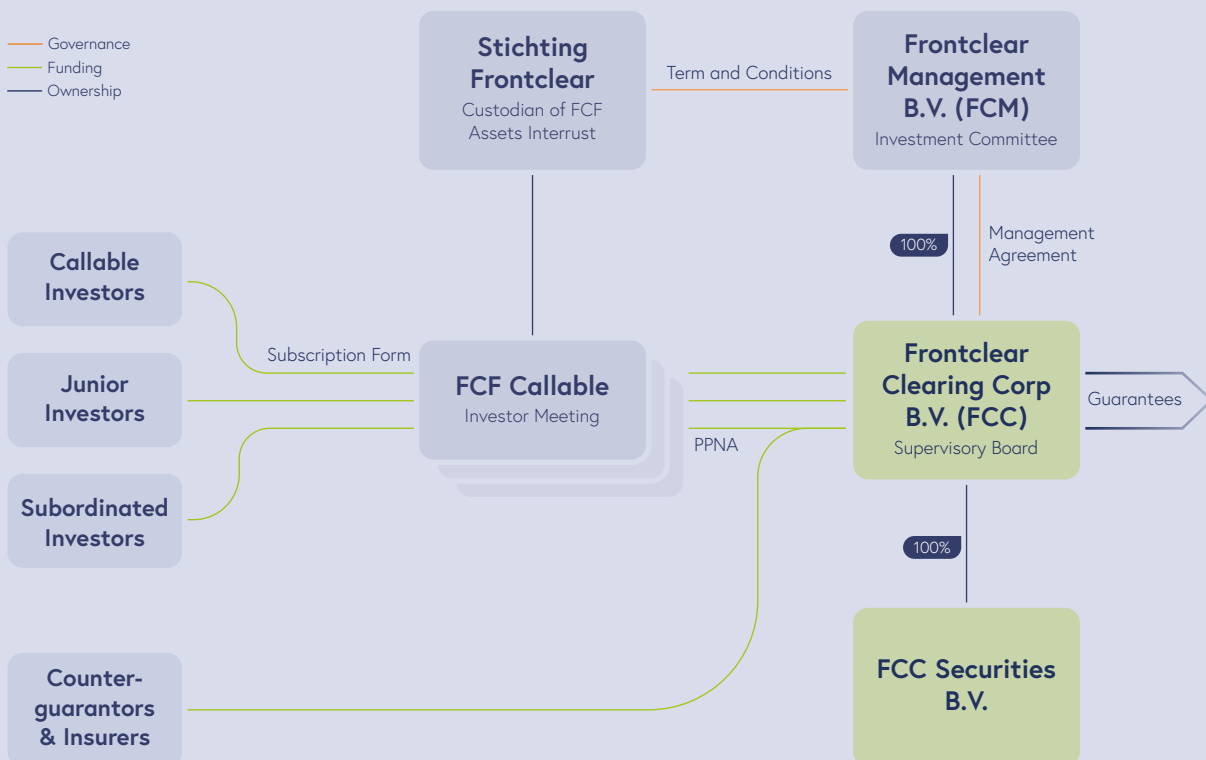 Governance
Funding
Ownership
Stichting
Frontclear
Custodian of FCF
Assets Interrust
Term and Conditions
Frontclear
Management
B.V. (FCM)
Investment Committee
100%
Management
Agreement
Callable
Investors
Junior
Investors
Subordinated
Investors
Counter-
guarantors
& Insurers
Subscription Form
FCF Callable
Investor Meeting
PPNA
Frontclear
Clearing Corp
B.V. (FCC)
Supervisory Board
Guarantees
100%
FCC Securities
B.V.